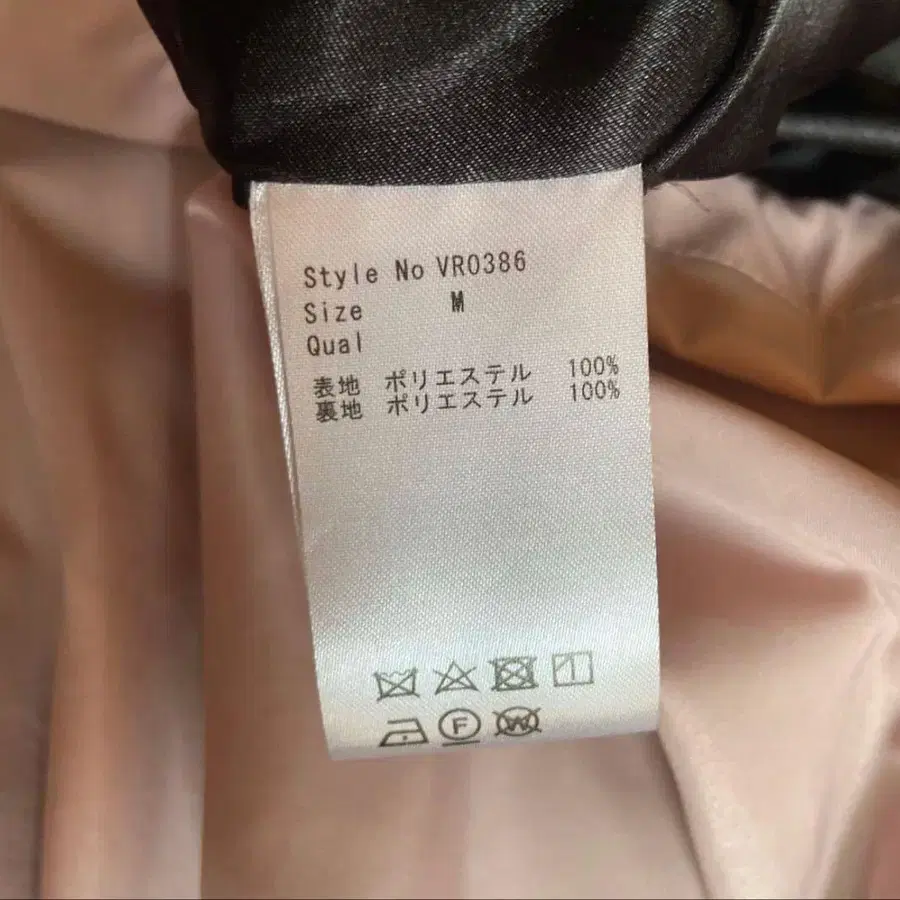 Style No VR0386
Size M
Qual
表地 ポリエステル 100%
裏地 ポリエステル 100%
F
W